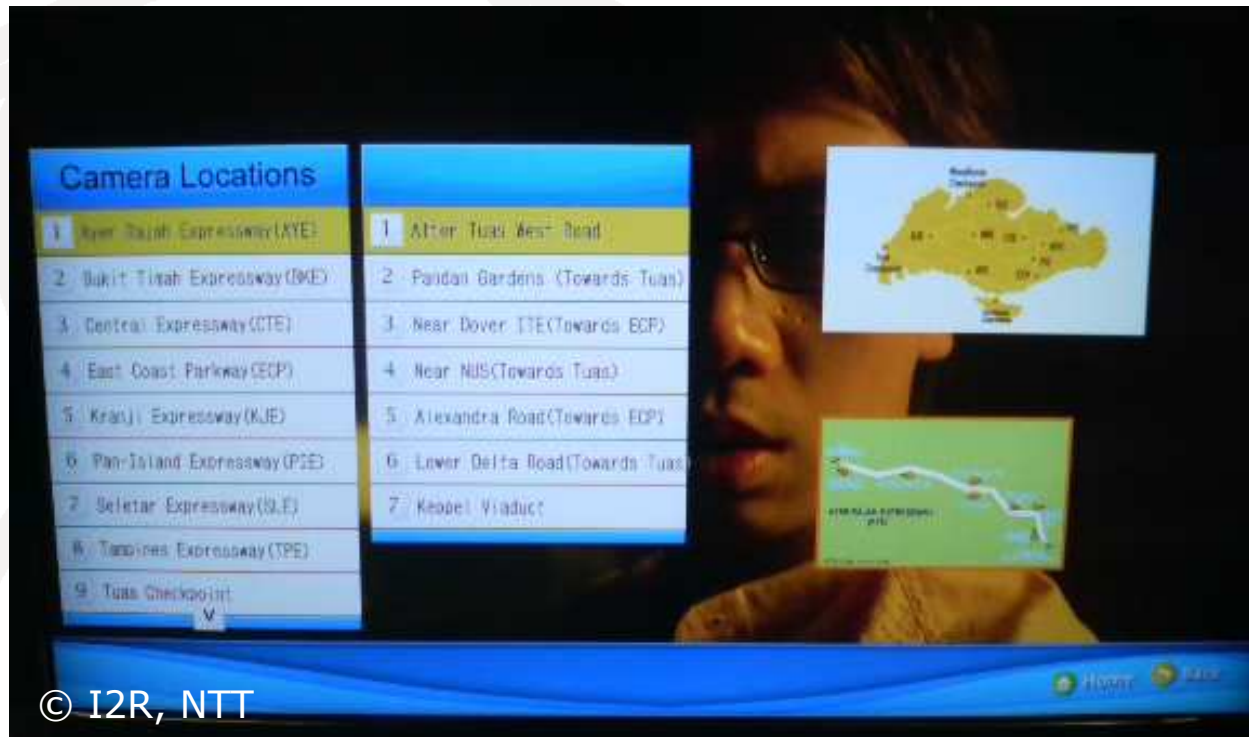 Camera Locations
1 Ayer Rajah Expressway(AYE)
2 Bukit Timah Expressway(BKE)
3 Central Expressway(CTE)
4 East Coast Parkway(ECP)
5 Kranji Expressway(KJE)
6 Pan-Island Expressway(PIE)
7 Seletar Expressway(SLE)
8 Tampines Expressway(TPE)
9 Tuas Checkpoint
V
1 After Tuas West Road
2 Pandan Gardens (Towards Tuas)
3 Near Dover ITE(Towards ECP)
4 Near NUS(Towards Tuas)
5 Alexandra Road(Towards ECP)
6 Lower Delta Road(Towards Tuas
7 Keppel Viaduct
Home
Back
© I2R, NTT